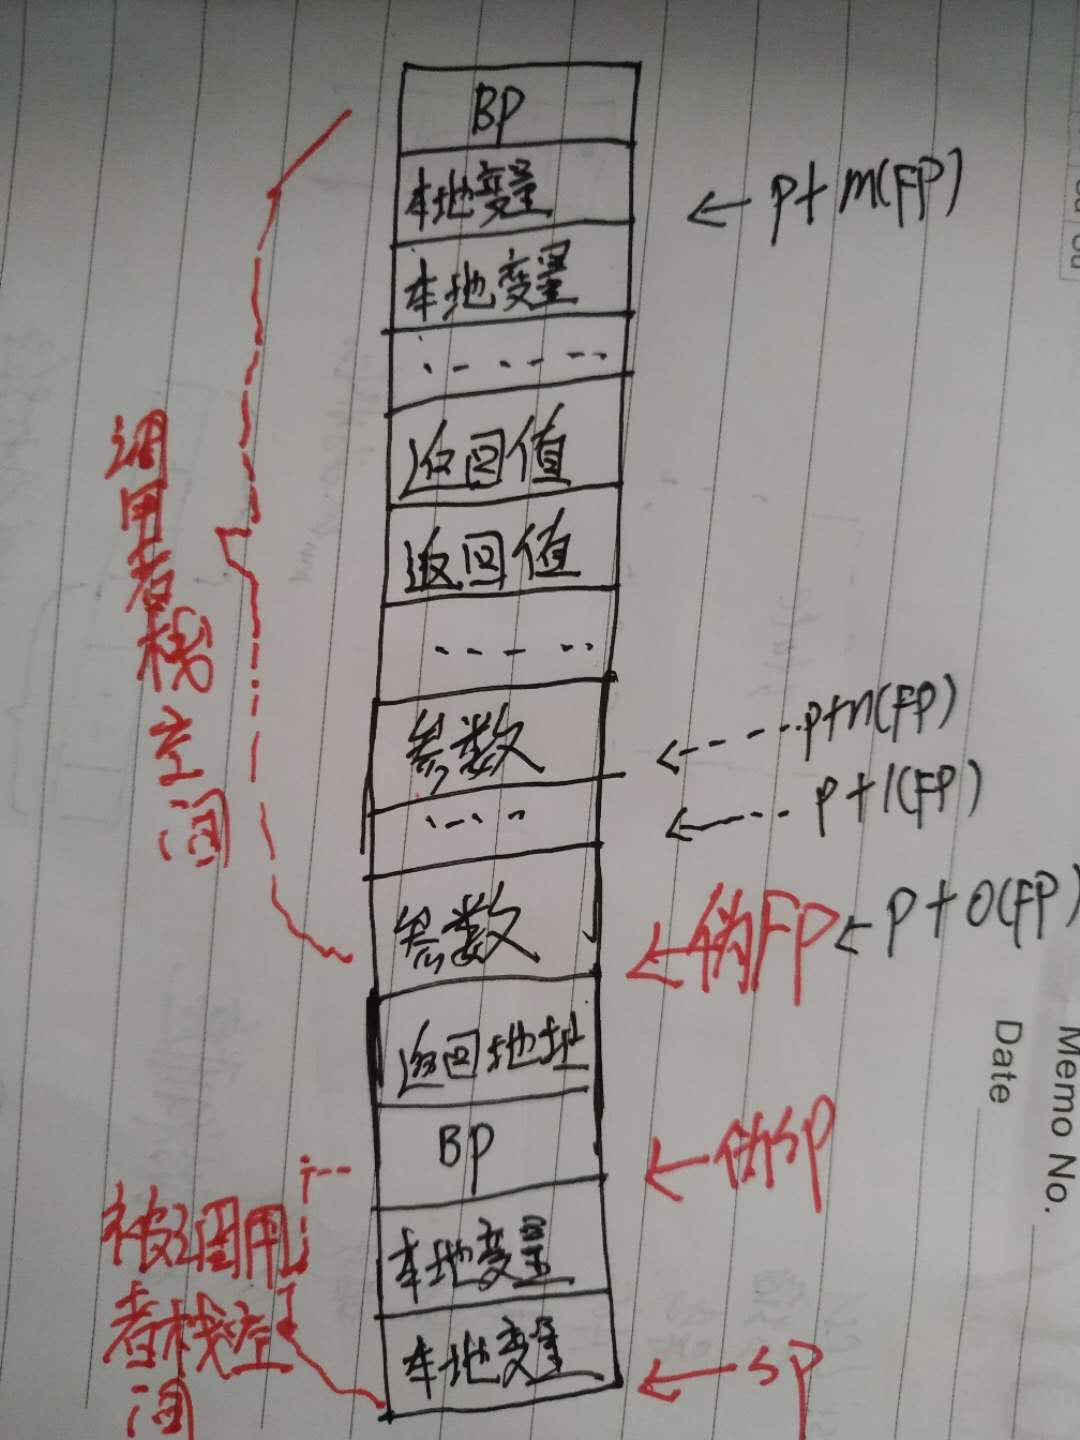 BP
本地变量
← p+m(FP)
本地变量
......
返回值
返回值
.....
参数
← p+n(FP)
....
← p+1(FP)
参数
← 伪FP ← p+0(FP)
返回地址
BP
← 伪SP
本地变量
本地变量
← SP
调用者栈空间
被调用
者栈空
间
Memo No.
Date